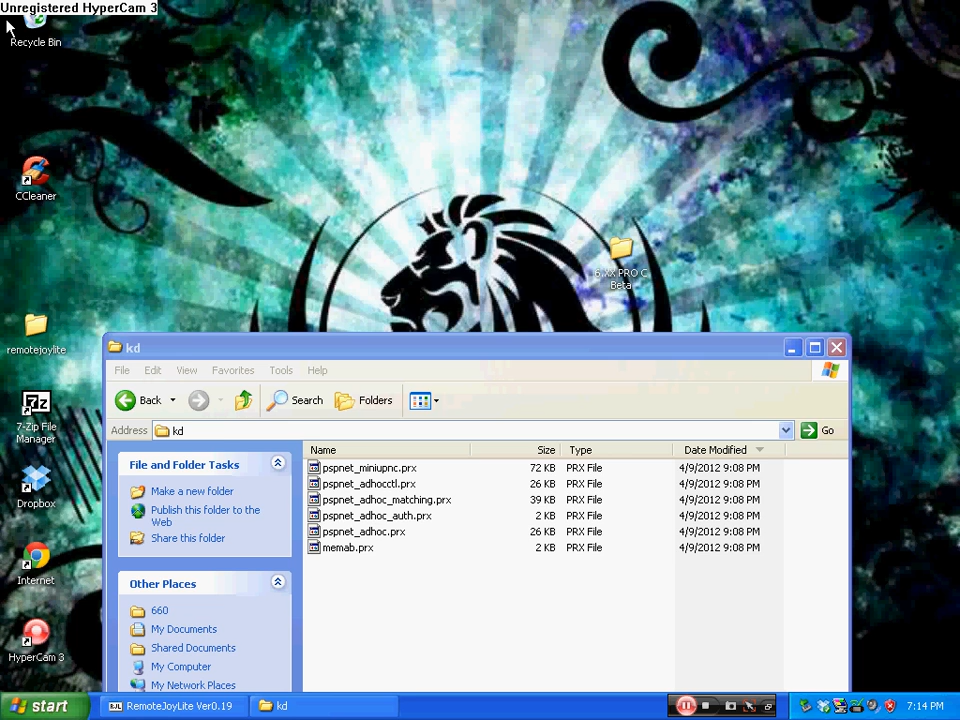 Unregistered HyperCam 3
Recycle Bin
CCleaner
6.XX PRO C
Beta
remotejoylite
7-Zip File
Manager
Dropbox
Internet
HyperCam 3
kd
File Edit View Favorites Tools Help
Back Search Folders
Address kd Go
File and Folder Tasks
Make a new folder
Publish this folder to the
Web
Share this folder
Other Places
660
My Documents
Shared Documents
My Computer
My Network Places
Name Size Type Date Modified
pspnet_miniupnc.prx 72 KB PRX File 4/9/2012 9:08 PM
pspnet_adhocctl.prx 26 KB PRX File 4/9/2012 9:08 PM
pspnet_adhoc_matching.prx 39 KB PRX File 4/9/2012 9:08 PM
pspnet_adhoc_auth.prx 2 KB PRX File 4/9/2012 9:08 PM
pspnet_adhoc.prx 26 KB PRX File 4/9/2012 9:08 PM
memab.prx 2 KB PRX File 4/9/2012 9:08 PM
start RJL RemoteJoyLite Ver0.19 kd 7:14 PM